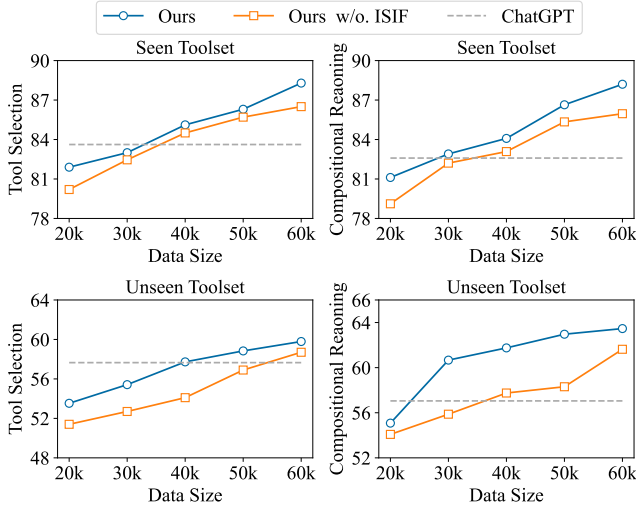 Ours Ours w/o. ISIF ChatGPT
Seen Toolset
Tool Selection
90
87
84
81
78
20k 30k 40k 50k 60k
Data Size
Seen Toolset
Compositional Reaoning
90
87
84
81
78
20k 30k 40k 50k 60k
Data Size
Unseen Toolset
Tool Selection
64
60
56
52
48
20k 30k 40k 50k 60k
Data Size
Unseen Toolset
Compositional Reaoning
66
64
60
56
52
20k 30k 40k 50k 60k
Data Size